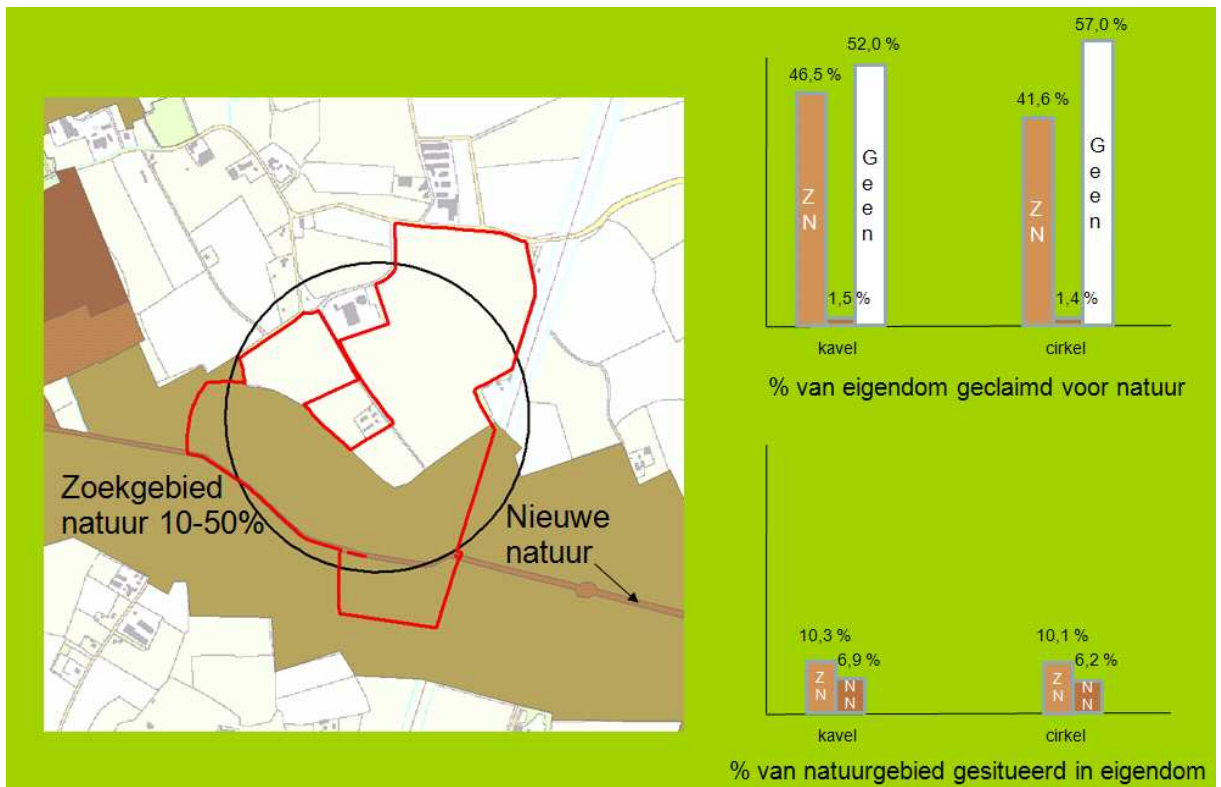 Zoekgebied
natuur 10-50%
Nieuwe
natuur
46,5 %
52,0 %
41,6 %
57,0 %
Z
N
G
e
e
n
1,5 %
Z
N
G
e
e
n
1,4 %
kavel
cirkel
% van eigendom geclaimd voor natuur
10,3 %
6,9 %
10,1 %
6,2 %
Z
N
N
N
Z
N
N
N
kavel
cirkel
% van natuurgebied gesitueerd in eigendom